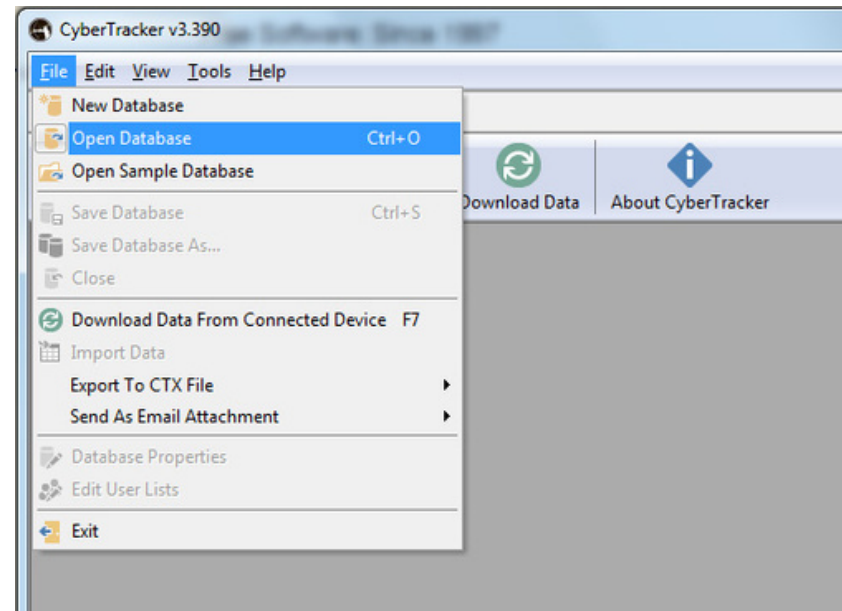 CyberTracker v3.390
File Edit View Tools Help
New Database
Open Database Ctrl+O
Open Sample Database
Save Database Ctrl+S
Save Database As...
Close
Download Data From Connected Device F7
Import Data
Export To CTX File
Send As Email Attachment
Database Properties
Edit User Lists
Exit
Download Data
About CyberTracker